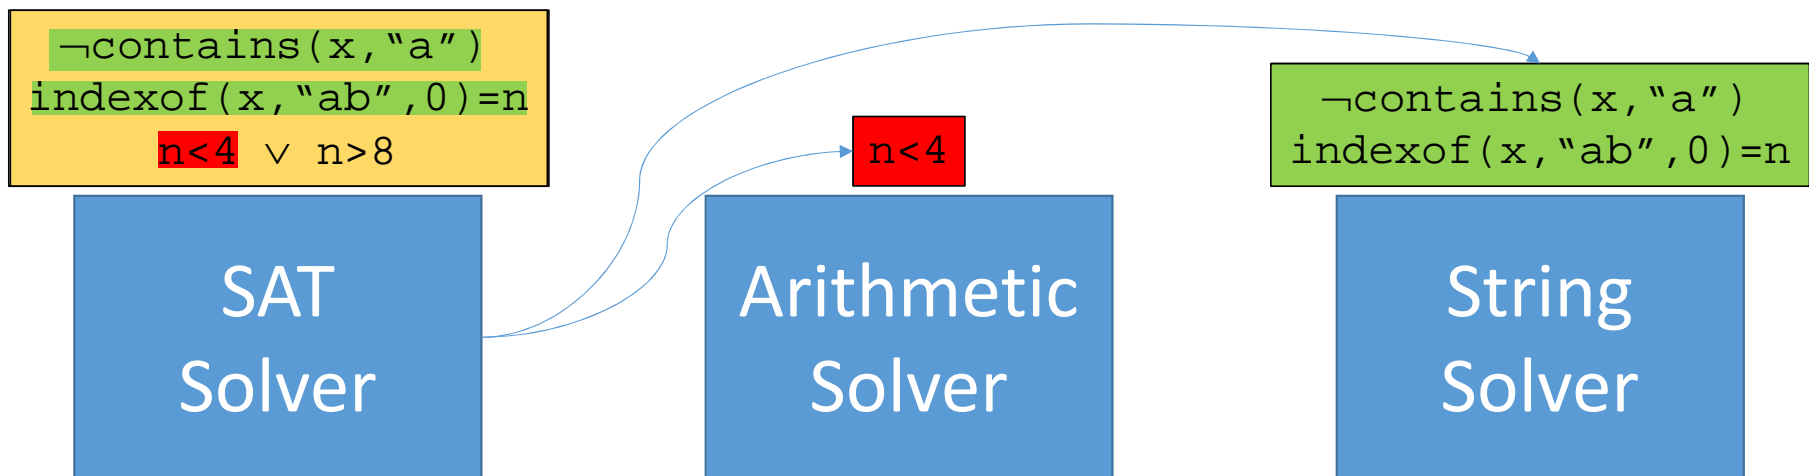 ¬contains(x,“a”)
indexof(x,“ab”,0)=n
n<4 ∨ n>8
SAT
Solver
n<4
Arithmetic
Solver
¬contains(x,“a”)
indexof(x,“ab”,0)=n
String
Solver